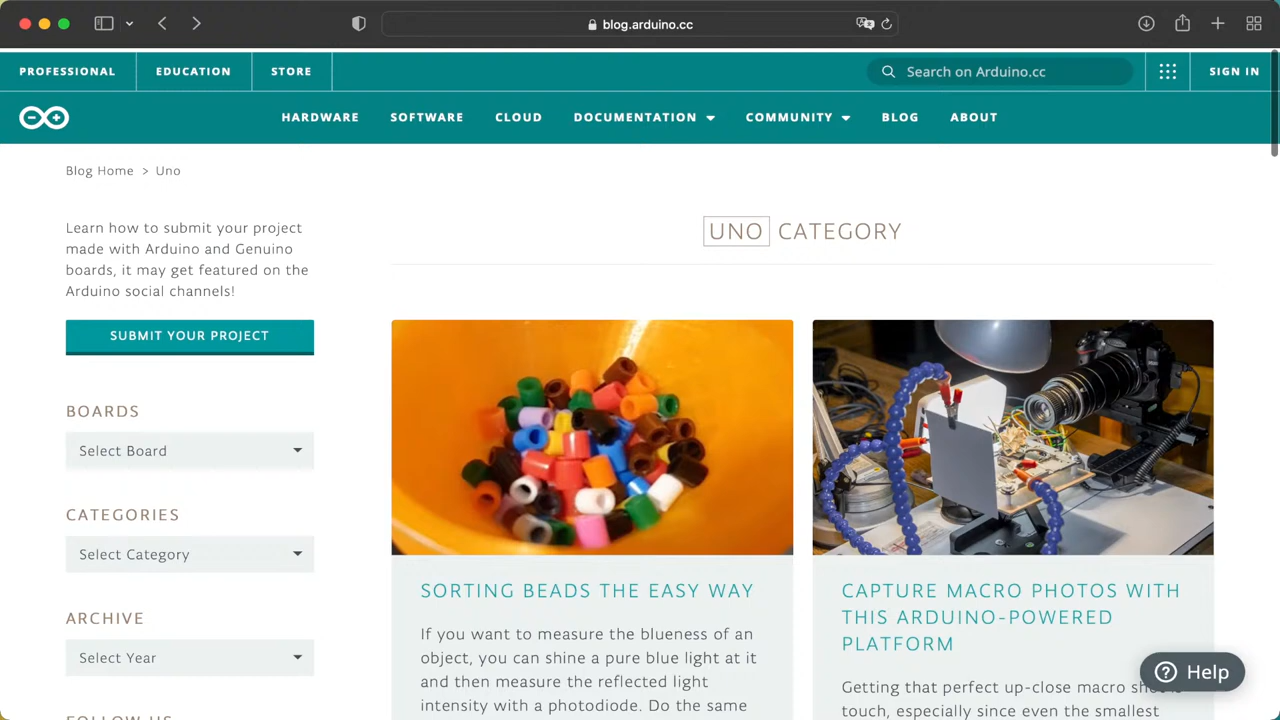 blog.arduino.cc
PROFESSIONAL
EDUCATION
STORE
Search on Arduino.cc
SIGN IN
HARDWARE
SOFTWARE
CLOUD
DOCUMENTATION
COMMUNITY
BLOG
ABOUT
Blog Home > Uno
Learn how to submit your project
made with Arduino and Genuino
boards, it may get featured on the
Arduino social channels!
SUBMIT YOUR PROJECT
BOARDS
Select Board
CATEGORIES
Select Category
ARCHIVE
Select Year
FOLLOW US
UNO CATEGORY
SORTING BEADS THE EASY WAY
If you want to measure the blueness of an
object, you can shine a pure blue light at it
and then measure the reflected light
intensity with a photodiode. Do the same
CAPTURE MACRO PHOTOS WITH
THIS ARDUINO-POWERED
PLATFORM
Getting that perfect up-close macro
touch, especially since even the smallest
Help